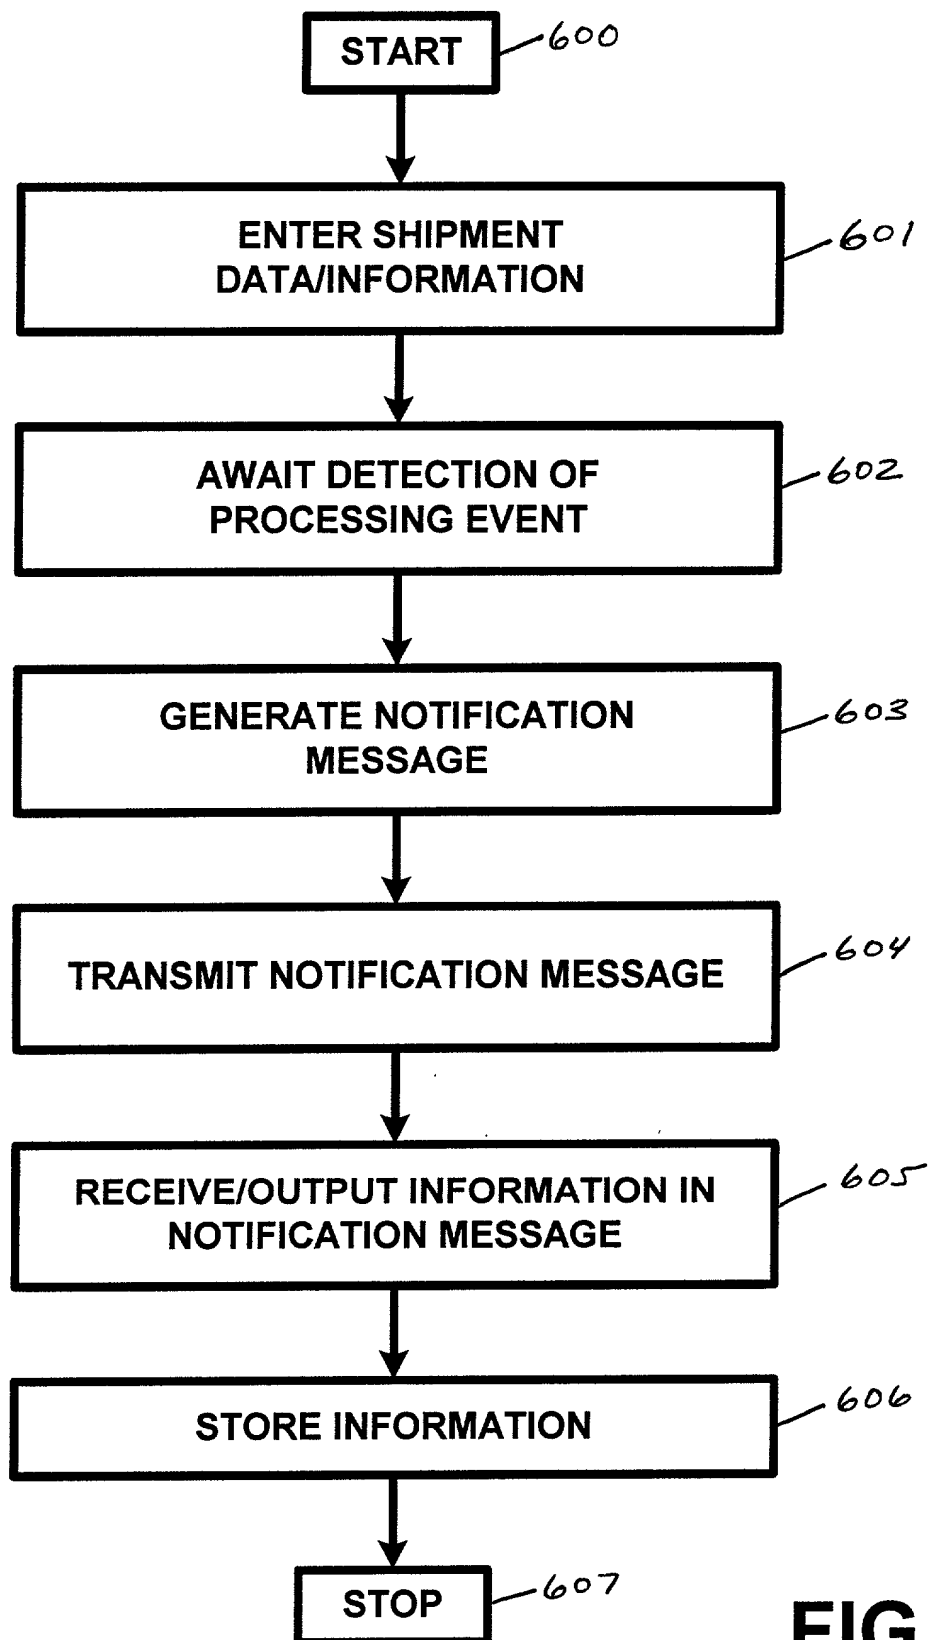 START
600
ENTER SHIPMENT
DATA/INFORMATION
601
AWAIT DETECTION OF
PROCESSING EVENT
602
GENERATE NOTIFICATION
MESSAGE
603
TRANSMIT NOTIFICATION MESSAGE
604
RECEIVE/OUTPUT INFORMATION IN
NOTIFICATION MESSAGE
605
STORE INFORMATION
606
STOP
607
FIG